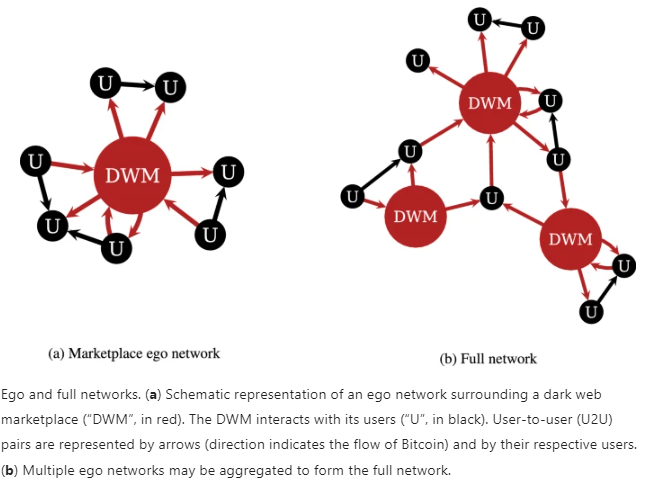 U
U
U
DWM
U
U
U
U
(a) Marketplace ego network
U
U
U
DWM
U
U
U
U
U
DWM
DWM
U
U
(b) Full network
Ego and full networks. (a) Schematic representation of an ego network surrounding a dark web
marketplace (“DWM”, in red). The DWM interacts with its users (“U”, in black). User-to-user (U2U)
pairs are represented by arrows (direction indicates the flow of Bitcoin) and by their respective users.
(b) Multiple ego networks may be aggregated to form the full network.